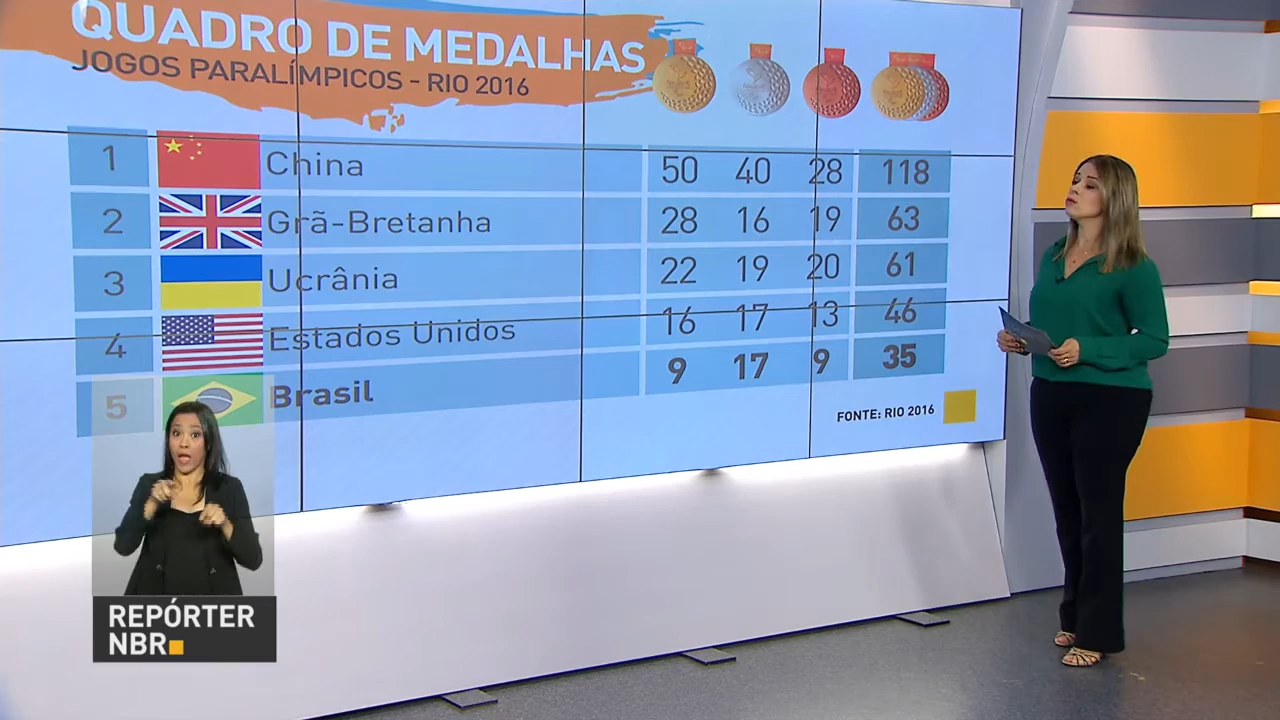 QUADRO DE MEDALHAS
JOGOS PARALÍMPICOS - RIO 2016
1 China 50 40 28 118
2 Grã-Bretanha 28 16 19 63
3 Ucrânia 22 19 20 61
4 Estados Unidos 16 17 13 46
5 Brasil 9 17 9 35
FONTE: RIO 2016
REPÓRTER
NBR